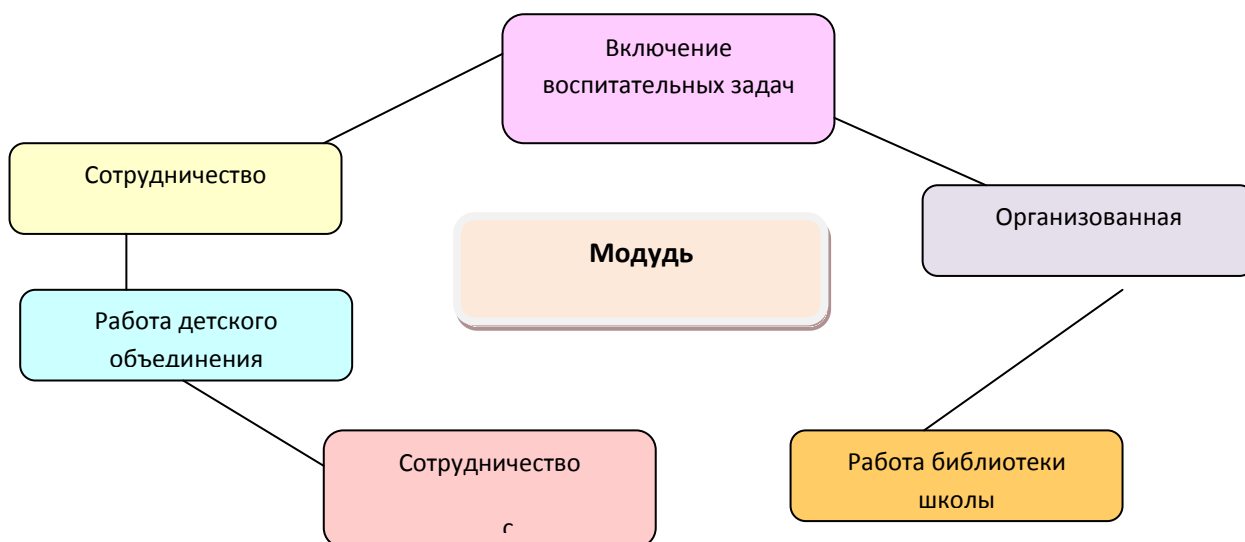 Включение
воспитательных задач
Сотрудничество
Организованная
Модудь
Работа детского
объединения
Сотрудничество
с
Работа библиотеки
школы